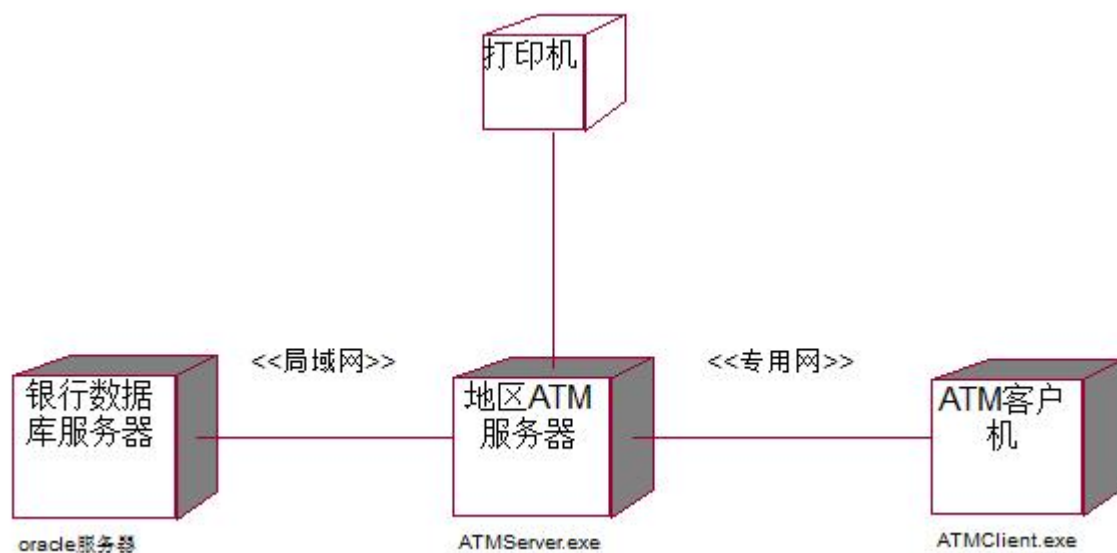 打印机
<<局域网>>
<<专用网>>
银行数据
库服务器
地区ATM
服务器
ATM客户
机
oracle服务器
ATMServer.exe
ATMClient.exe